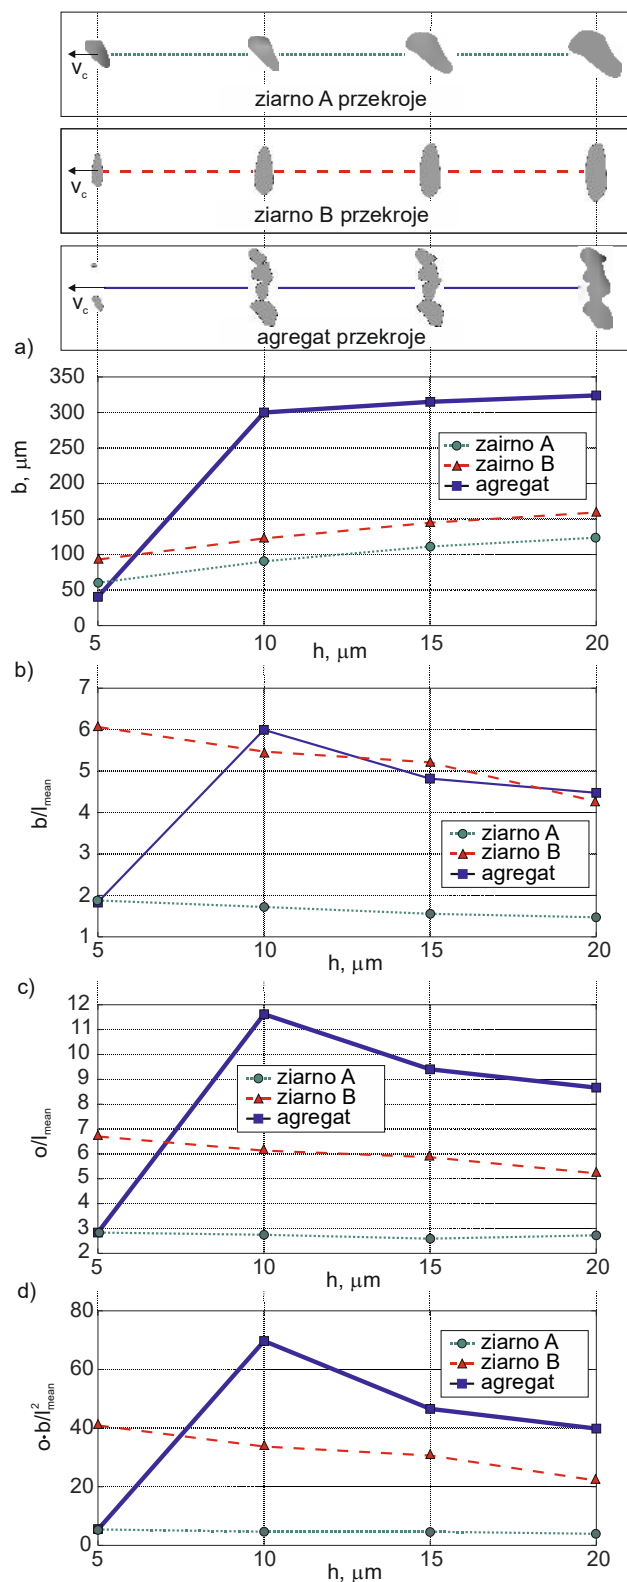 v_c
ziarno A przekroje
v_c
ziarno B przekroje
v_c
agregat przekroje
a)
350
300
250
200
150
100
50
0
b, μm
zairno A
zairno B
agregat
5 10 15 20
h, μm
b)
7
6
5
4
3
2
1
b/l_mean
ziarno A
ziarno B
agregat
5 10 15 20
h, μm
c)
12
11
10
9
8
7
6
5
4
3
2
o/l_mean
ziarno A
ziarno B
agregat
5 10 15 20
h, μm
d)
80
60
40
20
0
o·b/l²_mean
ziarno A
ziarno B
agregat
5 10 15 20
h, μm